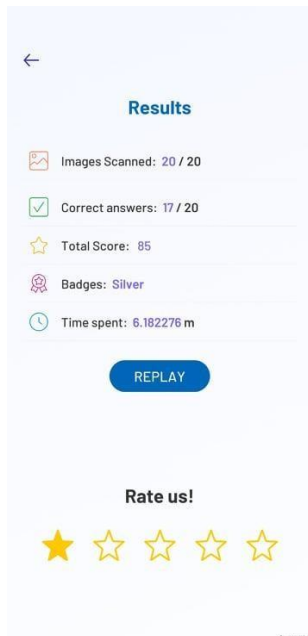 Results
Images Scanned: 20 / 20
Correct answers: 17 / 20
Total Score: 85
Badges: Silver
Time spent: 6.182276 m
REPLAY
Rate us!